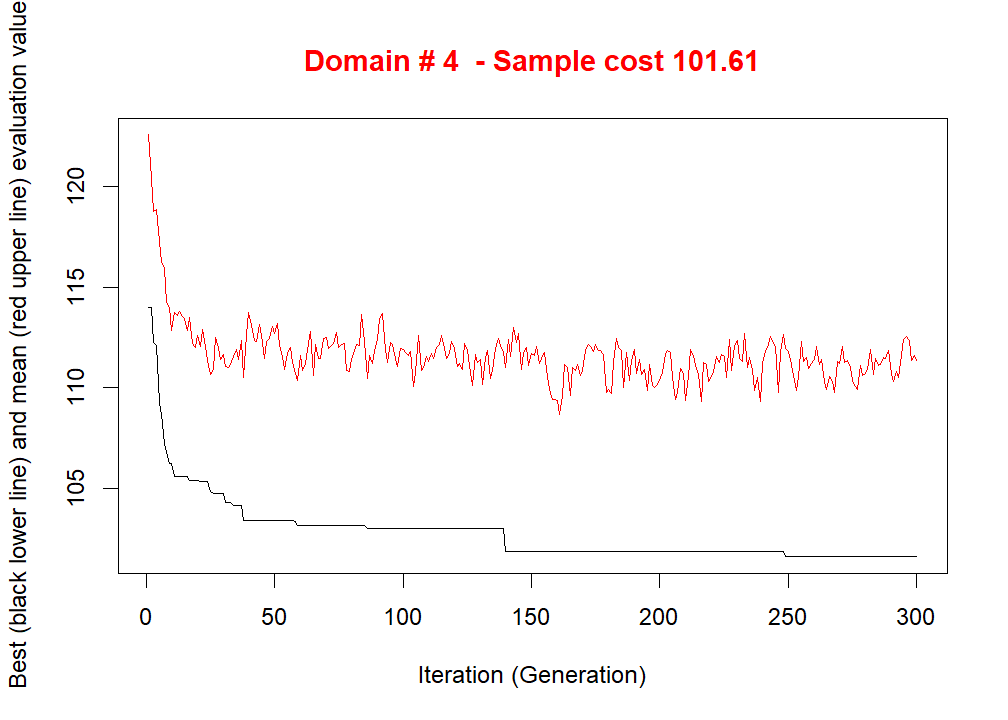 Domain # 4  - Sample cost 101.61
Best (black lower line) and mean (red upper line) evaluation value
120
115
110
105
0 50 100 150 200 250 300
Iteration (Generation)